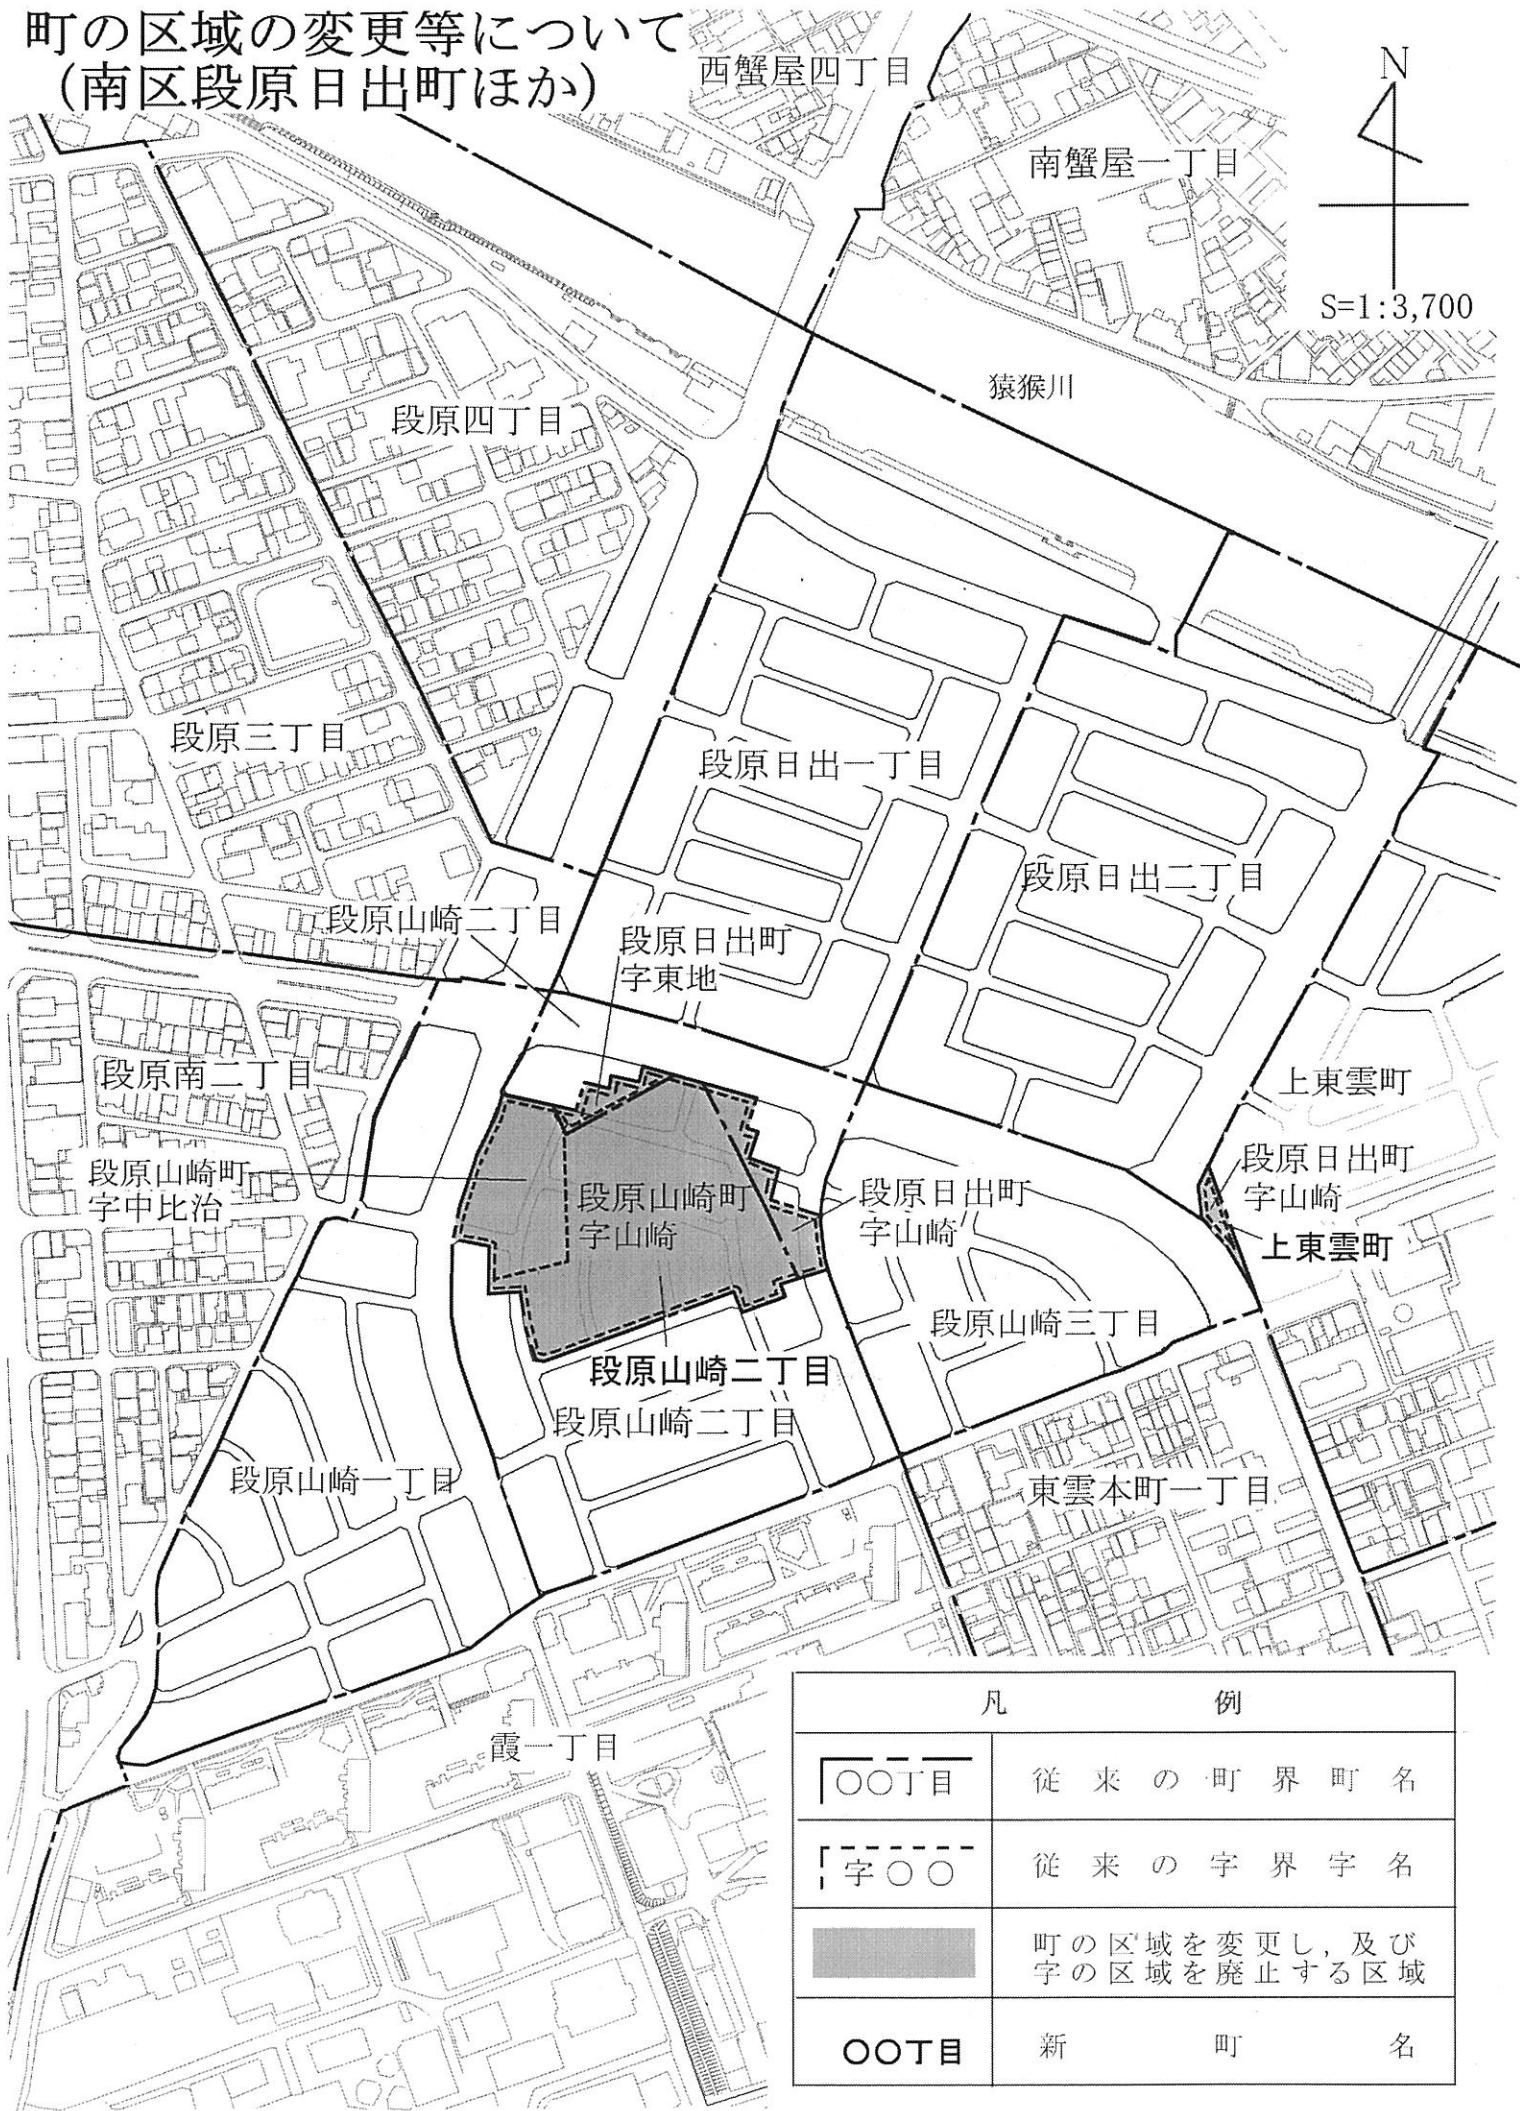 町の区域の変更等について
(南区段原日出町ほか)
西蟹屋四丁目
南蟹屋一丁目
N
S=1:3,700
猿猴川
段原四丁目
段原三丁目
段原日出一丁目
段原日出二丁目
段原山崎二丁目
段原日出町
字東地
段原南二丁目
上東雲町
段原山崎町
字中比治
段原山崎町
字山崎
段原日出町
字山崎
段原日出町
字山崎
上東雲町
段原山崎三丁目
段原山崎二丁目
段原山崎二丁目
段原山崎一丁目
東雲本町一丁目
霞一丁目
凡例
○○丁目 従来の町界町名
字○○ 従来の字界字名
町の区域を変更し,及び
字の区域を廃止する区域
○○丁目 新町名